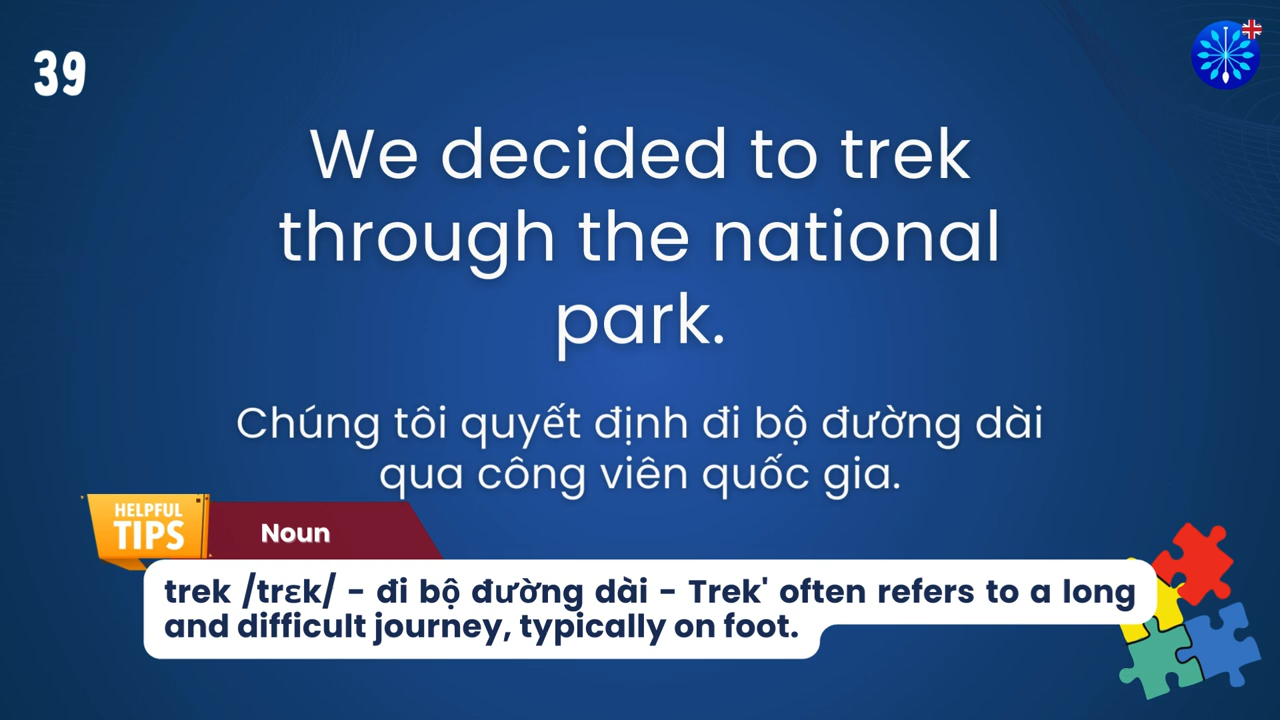 39
We decided to trek
through the national
park.
Chúng tôi quyết định đi bộ đường dài
qua công viên quốc gia.
HELPFUL
TIPS
Noun
trek /trɛk/ - đi bộ đường dài - Trek' often refers to a long
and difficult journey, typically on foot.